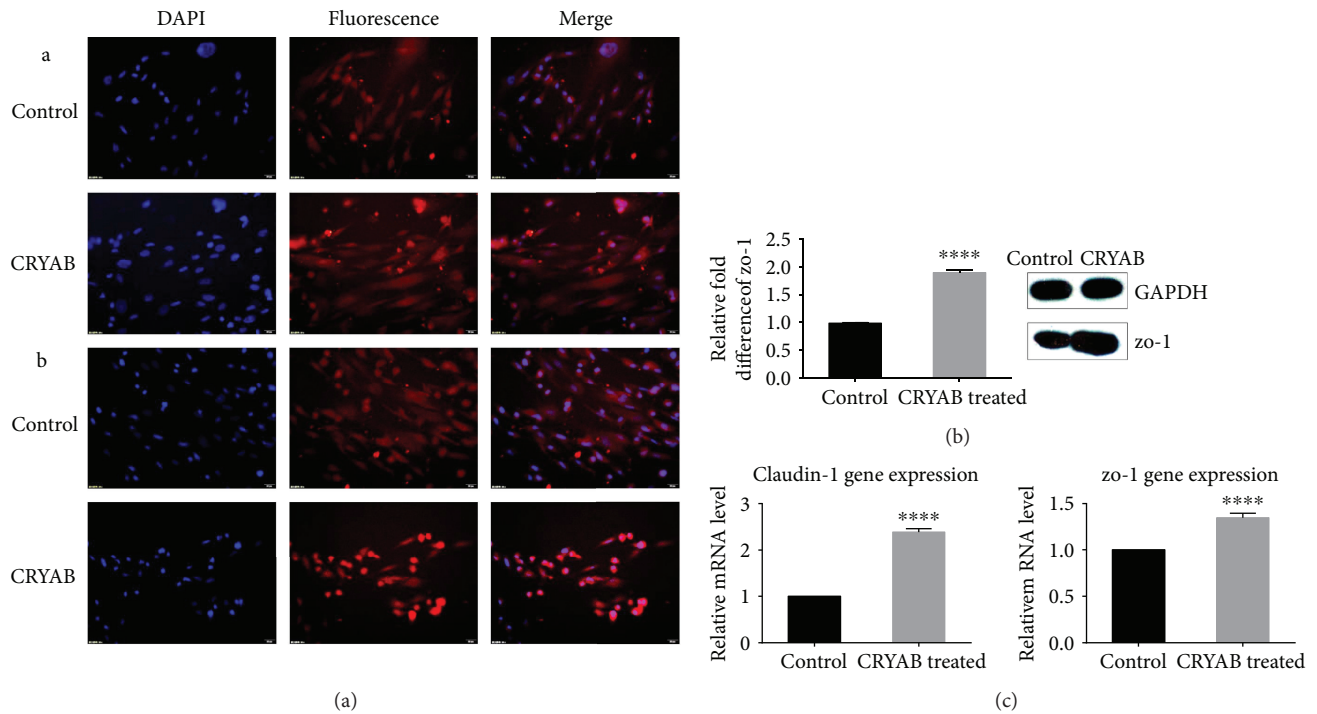 DAPI Fluorescence Merge
a
Control
CRYAB
b
Control
CRYAB
(a)
Relative fold
differenceof zo-1
2.5
2.0
1.0
0.5
0.0
****
Control CRYAB treated
Control CRYAB
GAPDH
zo-1
(b)
Claudin-1 gene expression
Relative mRNA level
3
2
1
0
****
Control CRYAB treated
zo-1 gene expression
Relativem RNA level
1.5
1.0
0.5
0.0
****
Control CRYAB treated
(c)